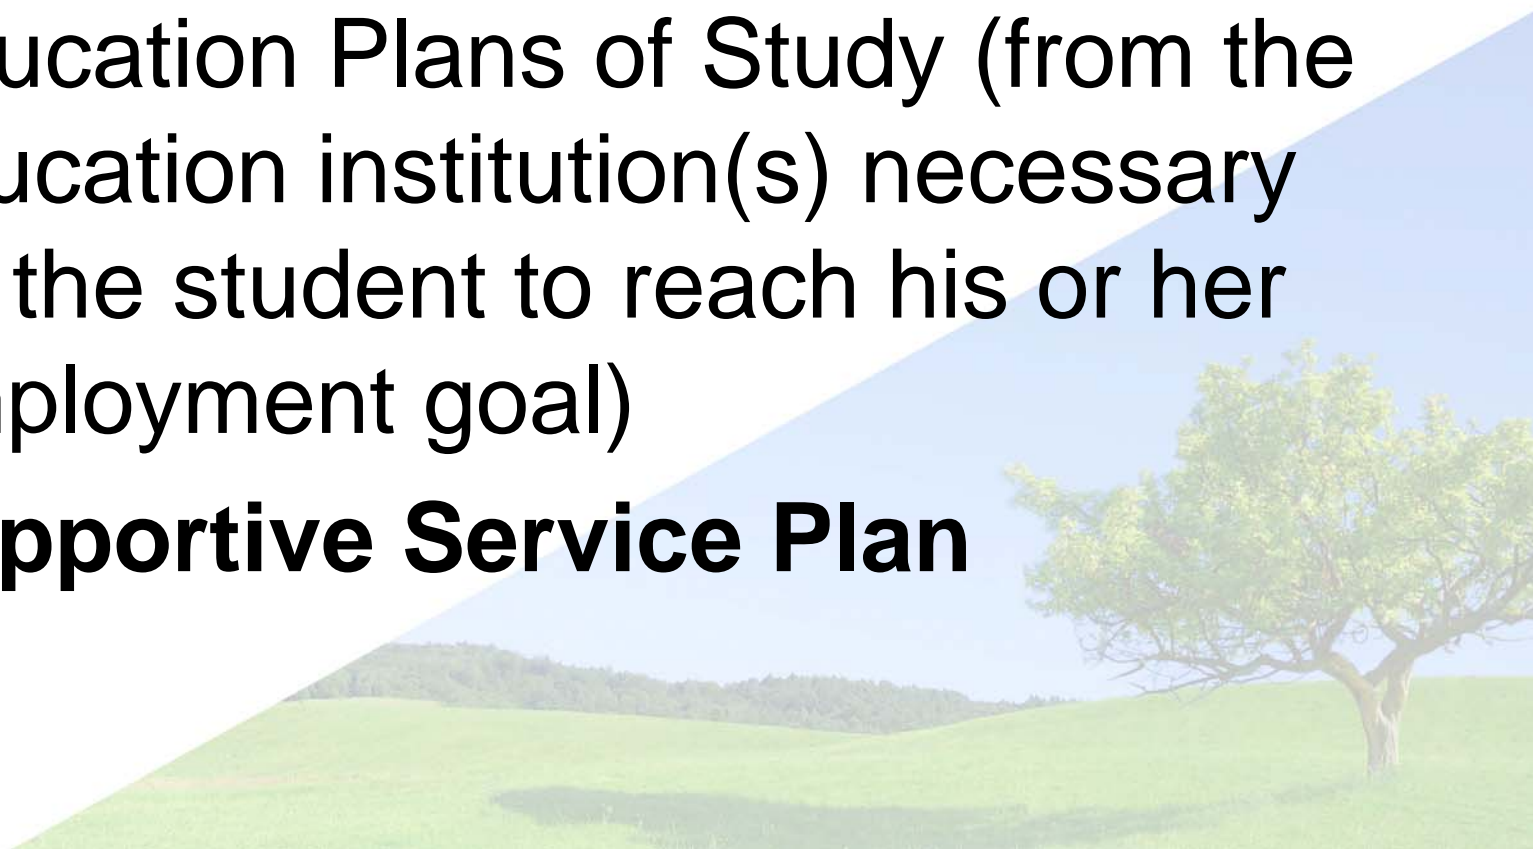 ucation Plans of Study (from the
ucation institution(s) necessary
the student to reach his or her
ployment goal)
pportive Service Plan